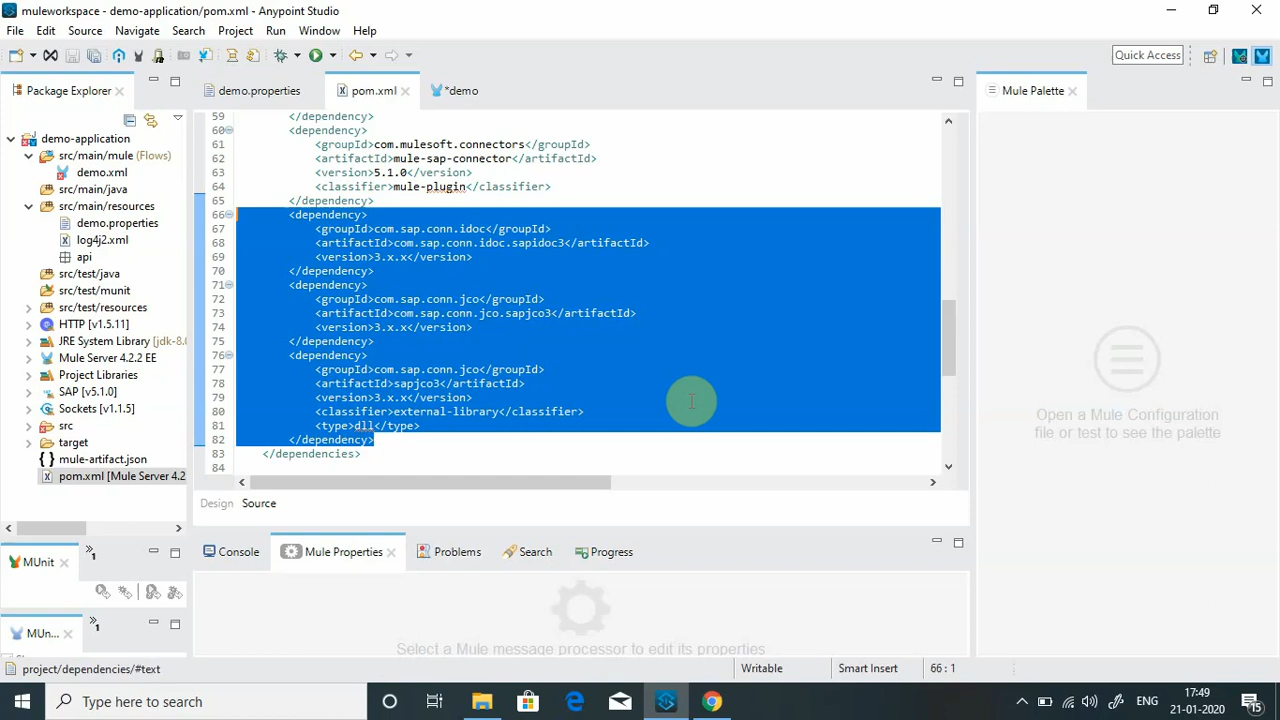 muleworkspace - demo-application/pom.xml - Anypoint Studio
File Edit Source Navigate Search Project Run Window Help
Quick Access
Package Explorer
demo.properties
pom.xml
*demo
Mule Palette
demo-application
src/main/mule (Flows)
demo.xml
src/main/java
src/main/resources
demo.properties
log4j2.xml
api
src/test/java
src/test/munit
src/test/resources
HTTP [v1.5.11]
JRE System Library [jdk-8.0
Mule Server 4.2.2 EE
Project Libraries
SAP [v5.1.0]
Sockets [v1.1.5]
src
target
mule-artifact.json
pom.xml [Mule Server 4.2
59 </dependency>
60 <dependency>
61 <groupId>com.mulesoft.connectors</groupId>
62 <artifactId>mule-sap-connector</artifactId>
63 <version>5.1.0</version>
64 <classifier>mule-plugin</classifier>
65 </dependency>
66 <dependency>
67 <groupId>com.sap.conn.idoc</groupId>
68 <artifactId>com.sap.conn.idoc.sapidoc3</artifactId>
69 <version>3.x.x</version>
70 </dependency>
71 <dependency>
72 <groupId>com.sap.conn.jco</groupId>
73 <artifactId>com.sap.conn.jco.sapjco3</artifactId>
74 <version>3.x.x</version>
75 </dependency>
76 <dependency>
77 <groupId>com.sap.conn.jco</groupId>
78 <artifactId>sapjco3</artifactId>
79 <version>3.x.x</version>
80 <classifier>external-library</classifier>
81 <type>dll</type>
82 </dependency>
83 </dependencies>
84
Open a Mule Configuration
file or test to see the palette
Design Source
MUnit
1
MUn...
1
Console
Mule Properties
Problems
Search
Progress
Select a Mule message processor to edit its properties
project/dependencies/#text
Writable
Smart Insert
66 : 1
Type here to search
ENG
17:49
21-01-2020
15